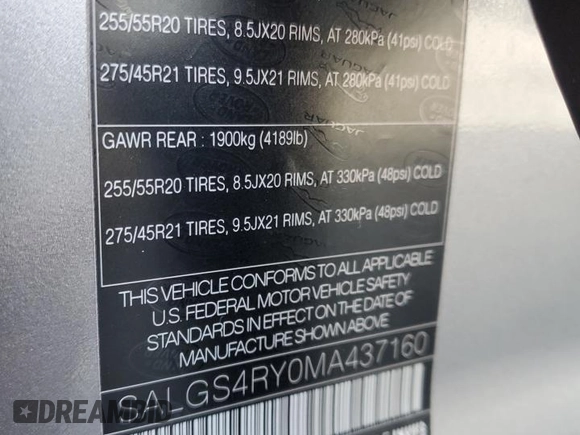 255/55R20 TIRES, 8.5JX20 RIMS, AT 280kPa (41psi) COLD
275/45R21 TIRES, 9.5JX21 RIMS, AT 280kPa (41psi) COLD
GAWR REAR : 1900kg (4189lb)
255/55R20 TIRES, 8.5JX20 RIMS, AT 330kPa (48psi) COLD
275/45R21 TIRES, 9.5JX21 RIMS, AT 330kPa (48psi) COLD
THIS VEHICLE CONFORMS TO ALL APPLICABLE
U.S. FEDERAL MOTOR VEHICLE SAFETY
STANDARDS IN EFFECT ON THE DATE OF
MANUFACTURE SHOWN ABOVE
SALGS4RY0MA437160
DREAMBID